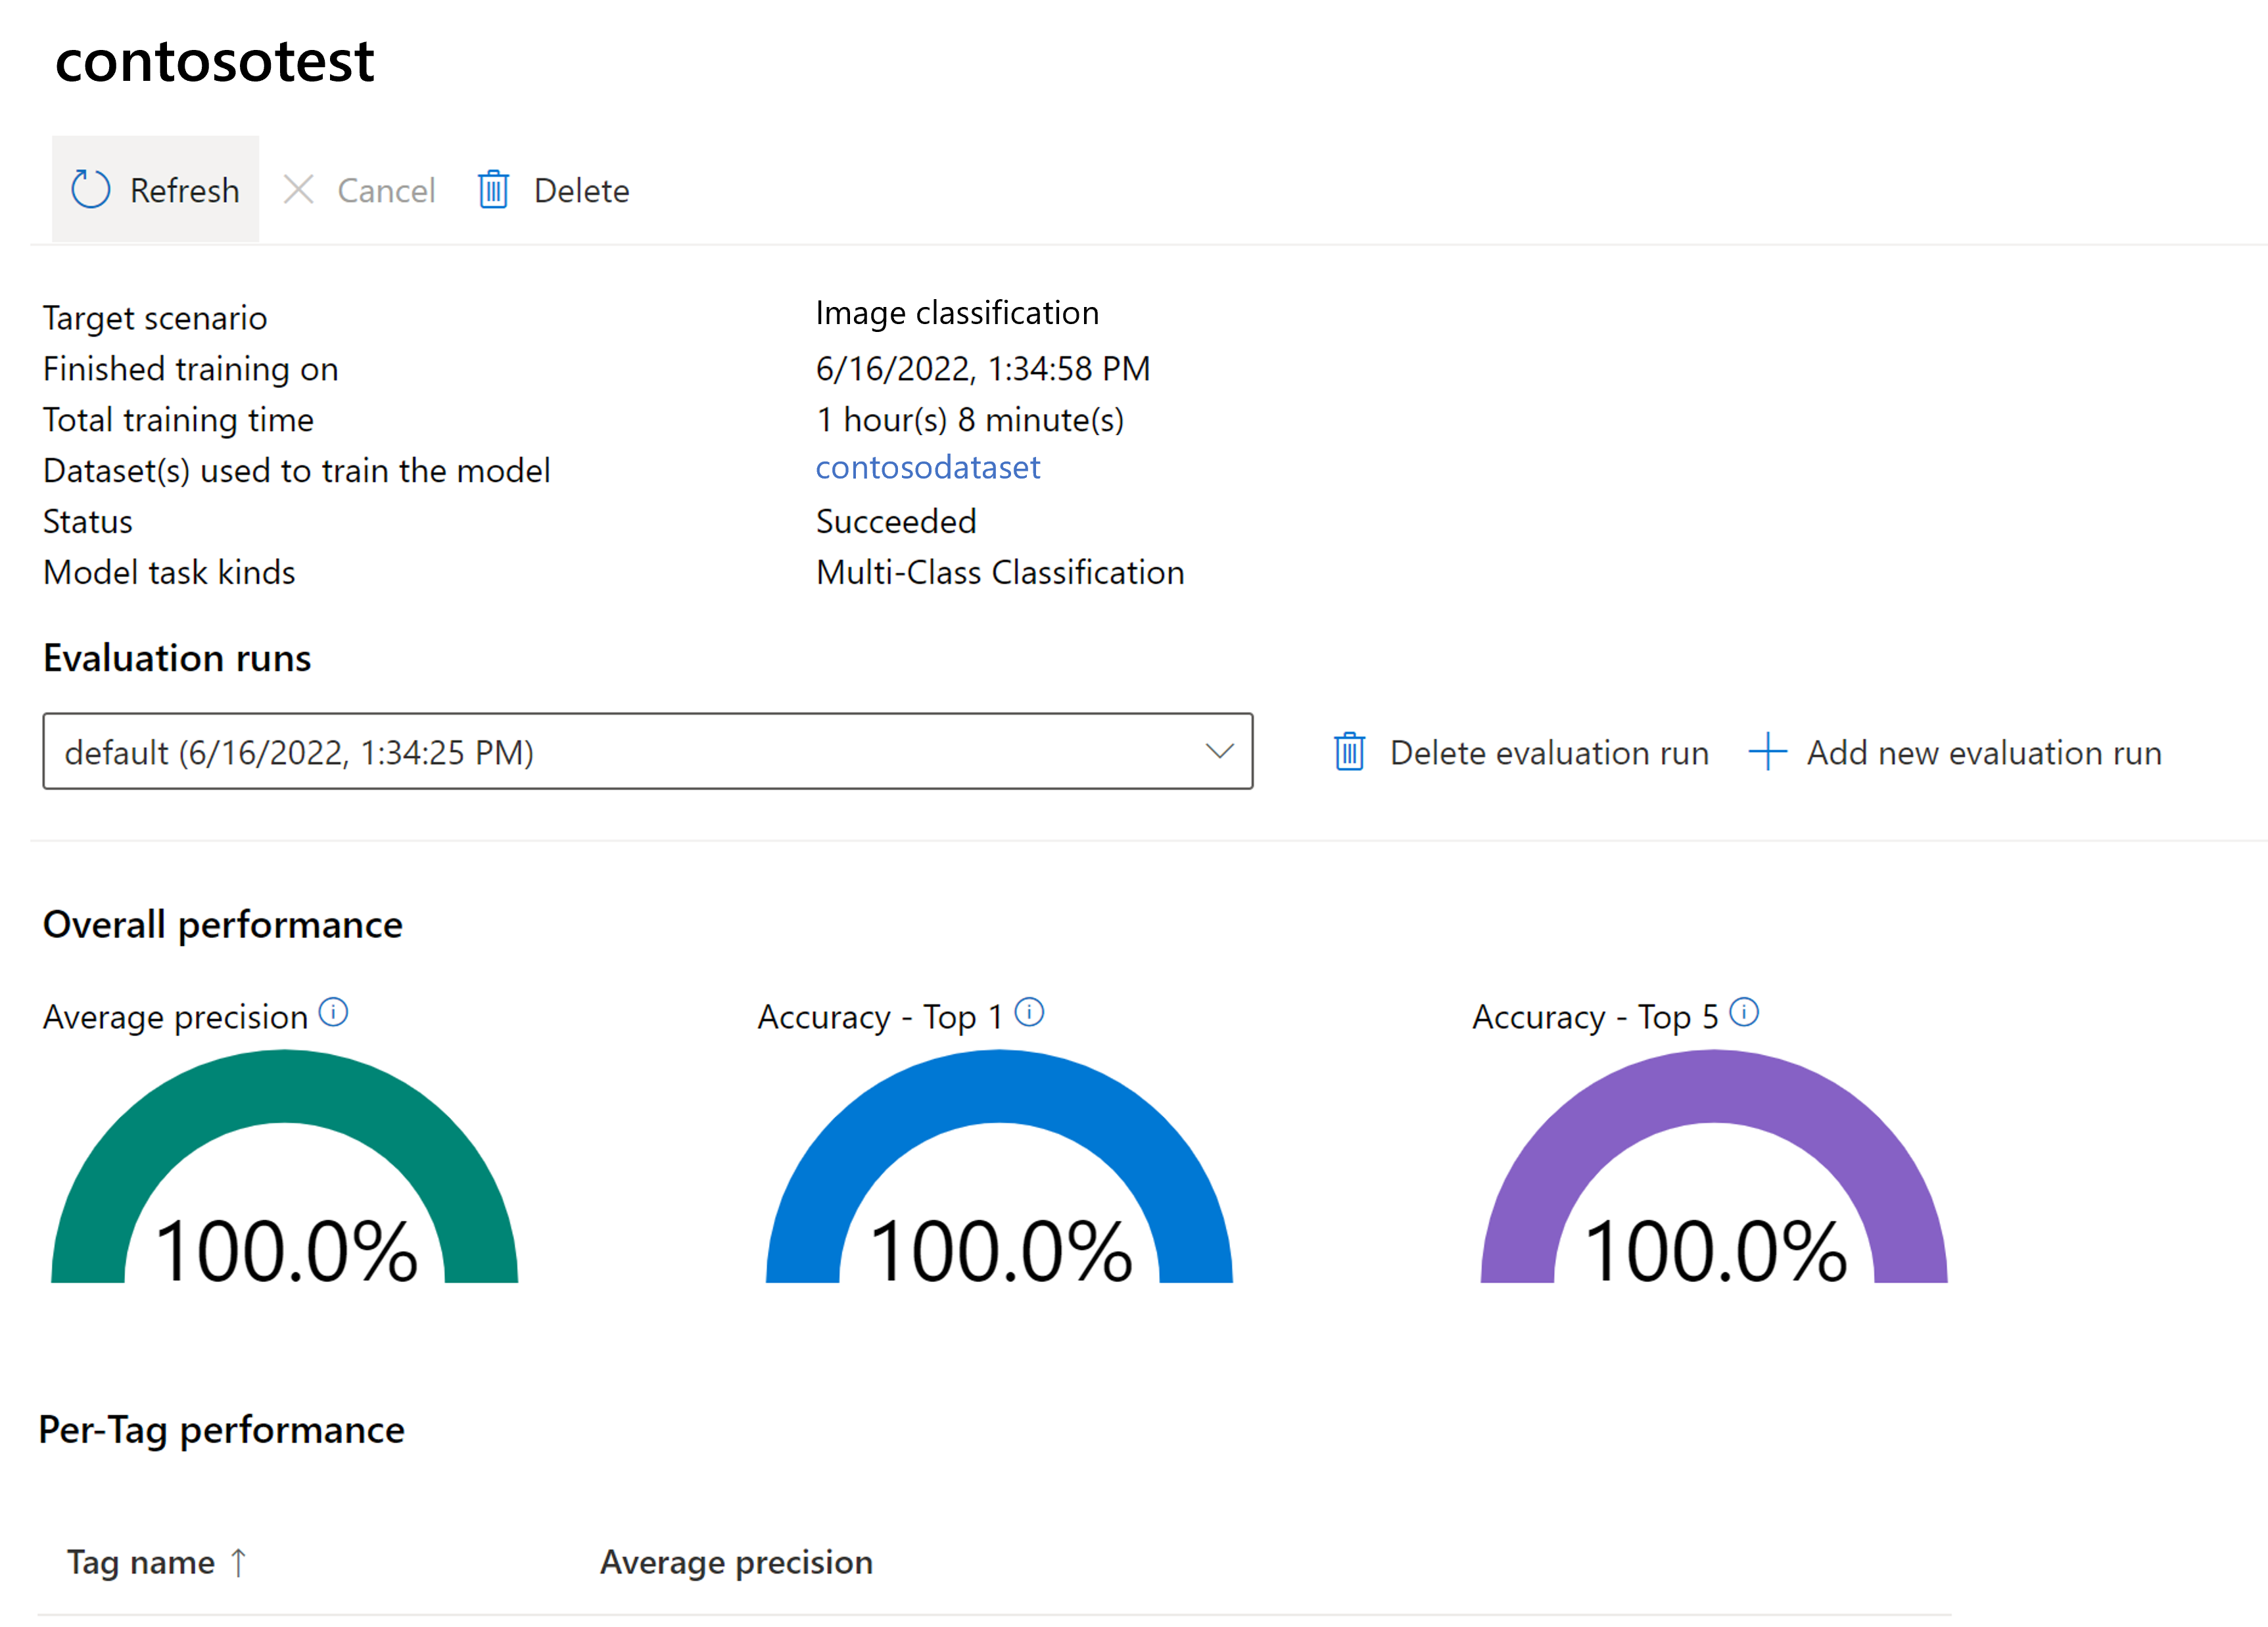 contosotest
Refresh Cancel Delete
Target scenario Image classification
Finished training on 6/16/2022, 1:34:58 PM
Total training time 1 hour(s) 8 minute(s)
Dataset(s) used to train the model contosodataset
Status Succeeded
Model task kinds Multi-Class Classification
Evaluation runs
default (6/16/2022, 1:34:25 PM) Delete evaluation run Add new evaluation run
Overall performance
Average precision Accuracy - Top 1 Accuracy - Top 5
100.0% 100.0% 100.0%
Per-Tag performance
Tag name ↑ Average precision